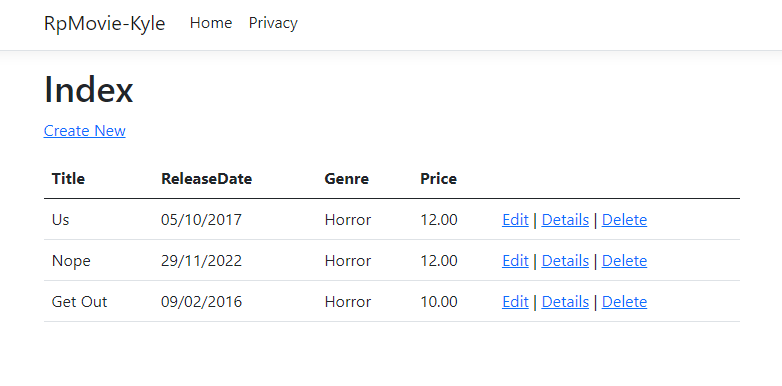 RpMovie-Kyle Home Privacy
Index
Create New
Title ReleaseDate Genre Price
Us 05/10/2017 Horror 12.00 Edit | Details | Delete
Nope 29/11/2022 Horror 12.00 Edit | Details | Delete
Get Out 09/02/2016 Horror 10.00 Edit | Details | Delete